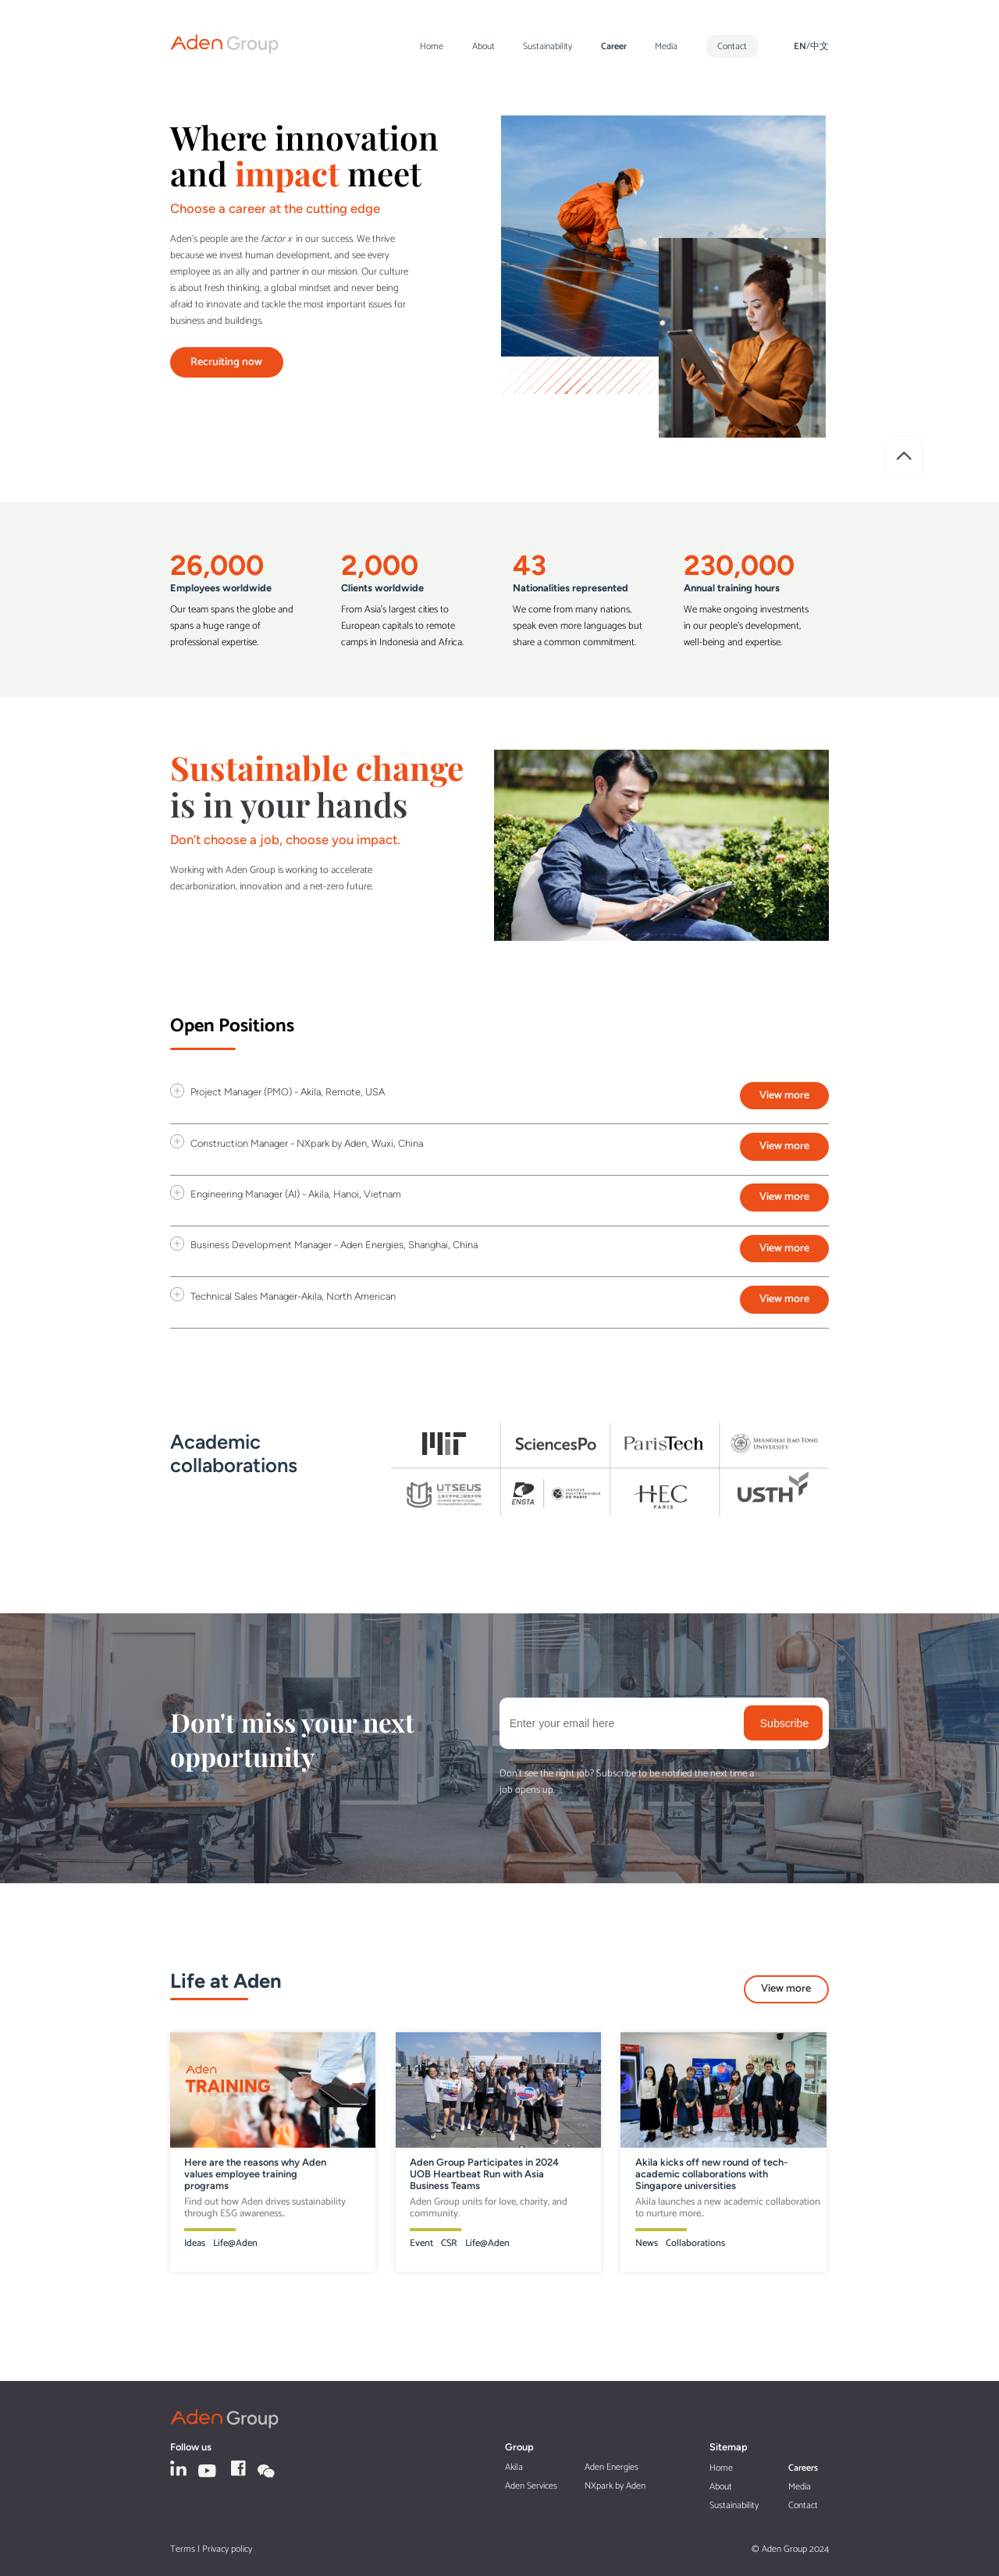 Aden Group
Home About Sustainability Career Media Contact EN/中文
Where innovation
and impact meet
Choose a career at the cutting edge
Aden's people are the factor x in our success. We thrive
because we invest human development, and see every
employee as an ally and partner in our mission. Our culture
is about fresh thinking, a global mindset and never being
afraid to innovate and tackle the most important issues for
business and buildings.
Recruiting now
26,000
Employees worldwide
Our team spans the globe and
spans a huge range of
professional expertise.
2,000
Clients worldwide
From Asia's largest cities to
European capitals to remote
camps in Indonesia and Africa.
43
Nationalities represented
We come from many nations,
speak even more languages but
share a common commitment.
230,000
Annual training hours
We make ongoing investments
in our people's development,
well-being and expertise.
Sustainable change
is in your hands
Don't choose a job, choose you impact.
Working with Aden Group is working to accelerate
decarbonization, innovation and a net-zero future.
Open Positions
Project Manager (PMO) - Akila, Remote, USA View more
Construction Manager - NXpark by Aden, Wuxi, China View more
Engineering Manager (AI) - Akila, Hanoi, Vietnam View more
Business Development Manager - Aden Energies, Shanghai, China View more
Technical Sales Manager-Akila, North American View more
Academic
collaborations
MIT
SciencesPo
ParisTech
SHANGHAI JIAO TONG
UNIVERSITY
UTSEUS
ENSTA
INSTITUT
POLYTECHNIQUE
DE PARIS
HEC
PARIS
USTH
Don't miss your next
opportunity
Enter your email here Subscribe
Don't see the right job? Subscribe to be notified the next time a
job opens up.
Life at Aden
View more
Aden
TRAINING
Here are the reasons why Aden
values employee training
programs
Find out how Aden drives sustainability
through ESG awareness..
Ideas Life@Aden
Aden Group Participates in 2024
UOB Heartbeat Run with Asia
Business Teams
Aden Group units for love, charity, and
community.
Event CSR Life@Aden
Akila kicks off new round of tech-
academic collaborations with
Singapore universities
Akila launches a new academic collaboration
to nurture more..
News Collaborations
Aden Group
Follow us
Group
Akila Aden Energies
Aden Services NXpark by Aden
Sitemap
Home Careers
About Media
Sustainability Contact
Terms | Privacy policy
© Aden Group 2024